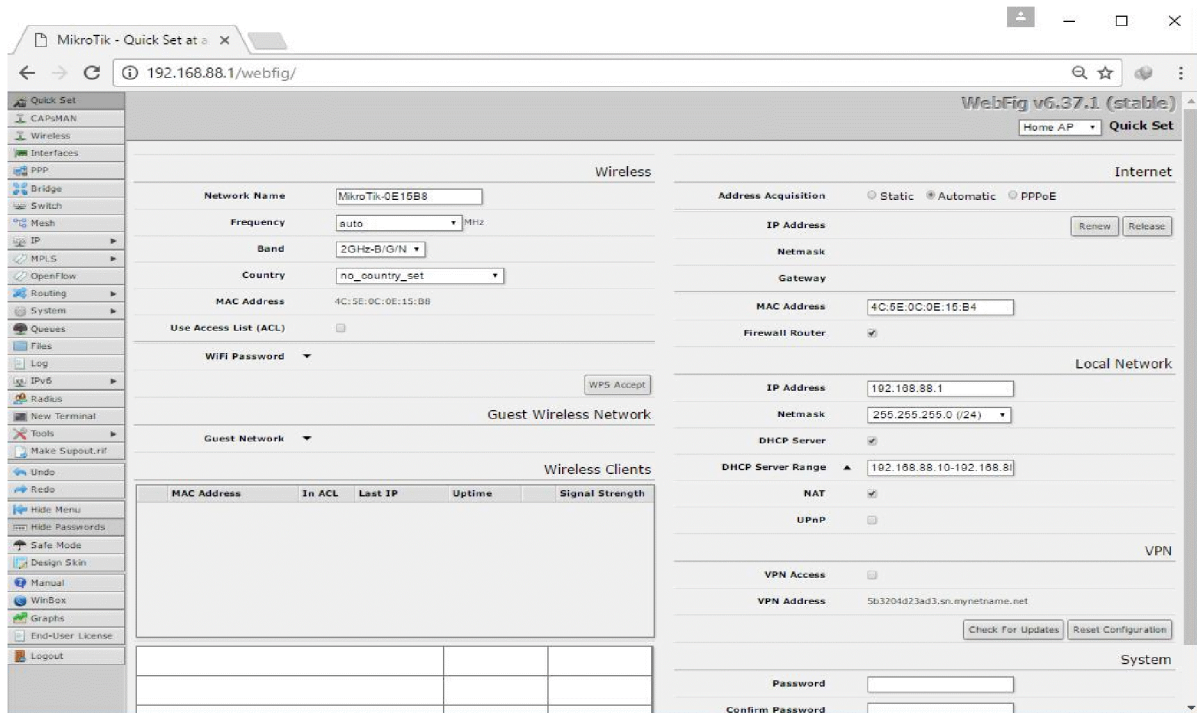 MikroTik - Quick Set at a
192.168.88.1/webfig/
Quick Set
CAPsMAN
Wireless
Interfaces
PPP
Bridge
Switch
Mesh
IP
MPLS
OpenFlow
Routing
System
Queues
Files
Log
IPv6
Radius
New Terminal
Tools
Make Supout.rif
Undo
Redo
Hide Menu
Hide Passwords
Safe Mode
Design Skin
Manual
WinBox
Graphs
End-User License
Logout
WebFig v6.37.1 (stable)
Home AP Quick Set
Wireless
Network Name MikroTik-0E15B8
Frequency auto MHz
Band 2GHz-B/G/N
Country no_country_set
MAC Address 4C:5E:0C:0E:15:B8
Use Access List (ACL)
WiFi Password
WPS Accept
Guest Wireless Network
Guest Network
Wireless Clients
MAC Address In ACL Last IP Uptime Signal Strength
Internet
Address Acquisition Static Automatic PPPoE
IP Address Renew Release
Netmask
Gateway
MAC Address 4C:5E:0C:0E:15:B4
Firewall Router
Local Network
IP Address 192.168.88.1
Netmask 255.255.255.0 (/24)
DHCP Server
DHCP Server Range 192.168.88.10-192.168.8
NAT
UPnP
VPN
VPN Access
VPN Address 5b3204d23ad3.sn.mynetname.net
Check For Updates Reset Configuration
System
Password
Confirm Password